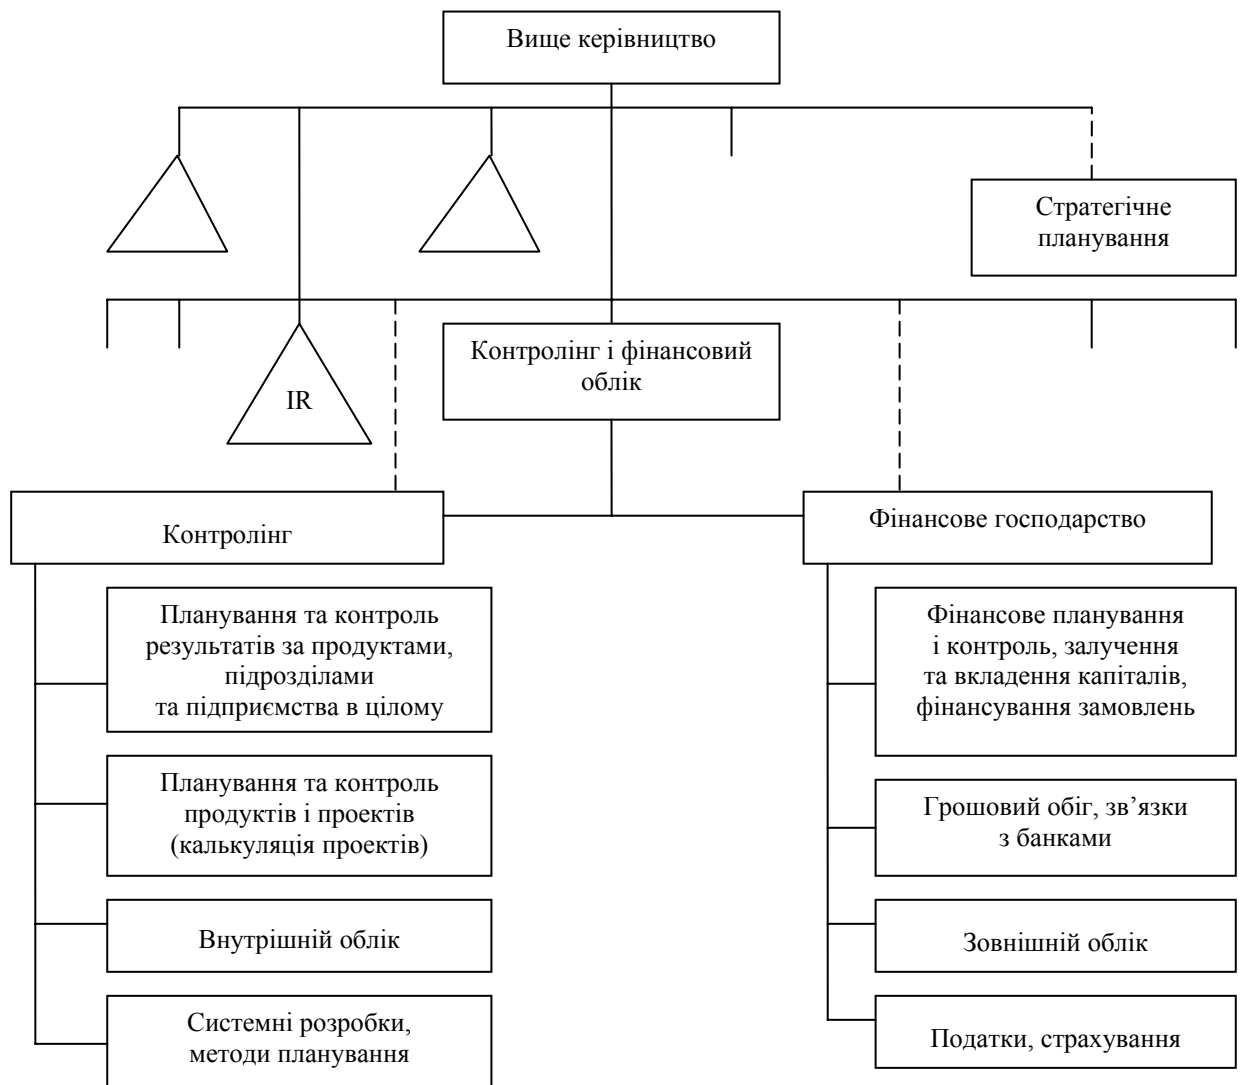 Вище керівництво
Стратегічне
планування
Контролінг і фінансовий
облік
IR
Контролінг
Фінансове господарство
Планування та контроль
результатів за продуктами,
підрозділами
та підприємства в цілому
Планування та контроль
продуктів і проектів
(калькуляція проектів)
Внутрішній облік
Системні розробки,
методи планування
Фінансове планування
і контроль, залучення
та вкладення капіталів,
фінансування замовлень
Грошовий обіг, зв’язки
з банками
Зовнішній облік
Податки, страхування